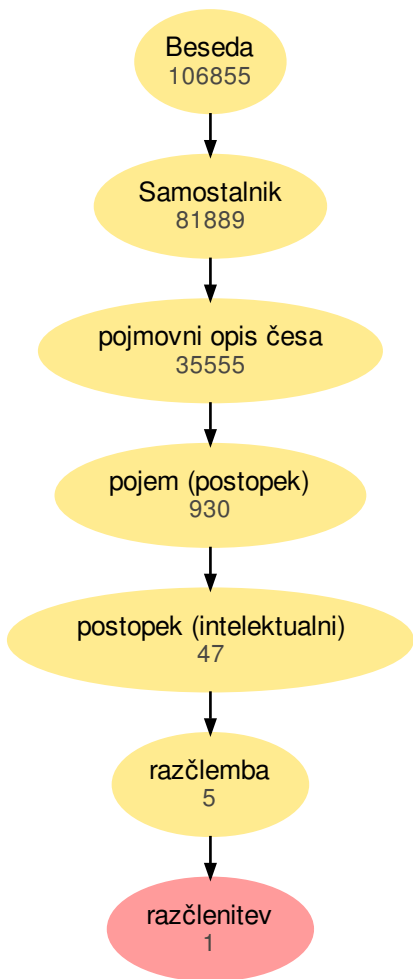 Beseda
106855
Samostalnik
81889
pojmovni opis česa
35555
pojem (postopek)
930
postopek (intelektualni)
47
razčlemba
5
razčlenitev
1